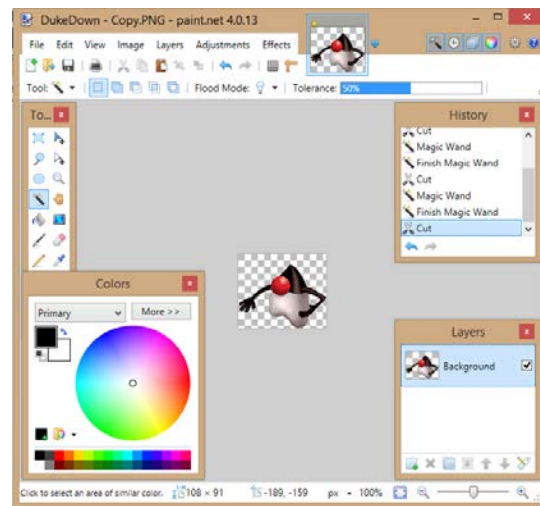 DukeDown - Copy.PNG - paint.net 4.0.13
File Edit View Image Layers Adjustments Effects
Tool: Flood Mode: Tolerance: 50%
To...
History
Cut
Magic Wand
Finish Magic Wand
Cut
Magic Wand
Finish Magic Wand
Cut
Colors
Primary More >>
Layers
Background
Click to select an area of similar color. 108 × 91 -189, -159 px 100%